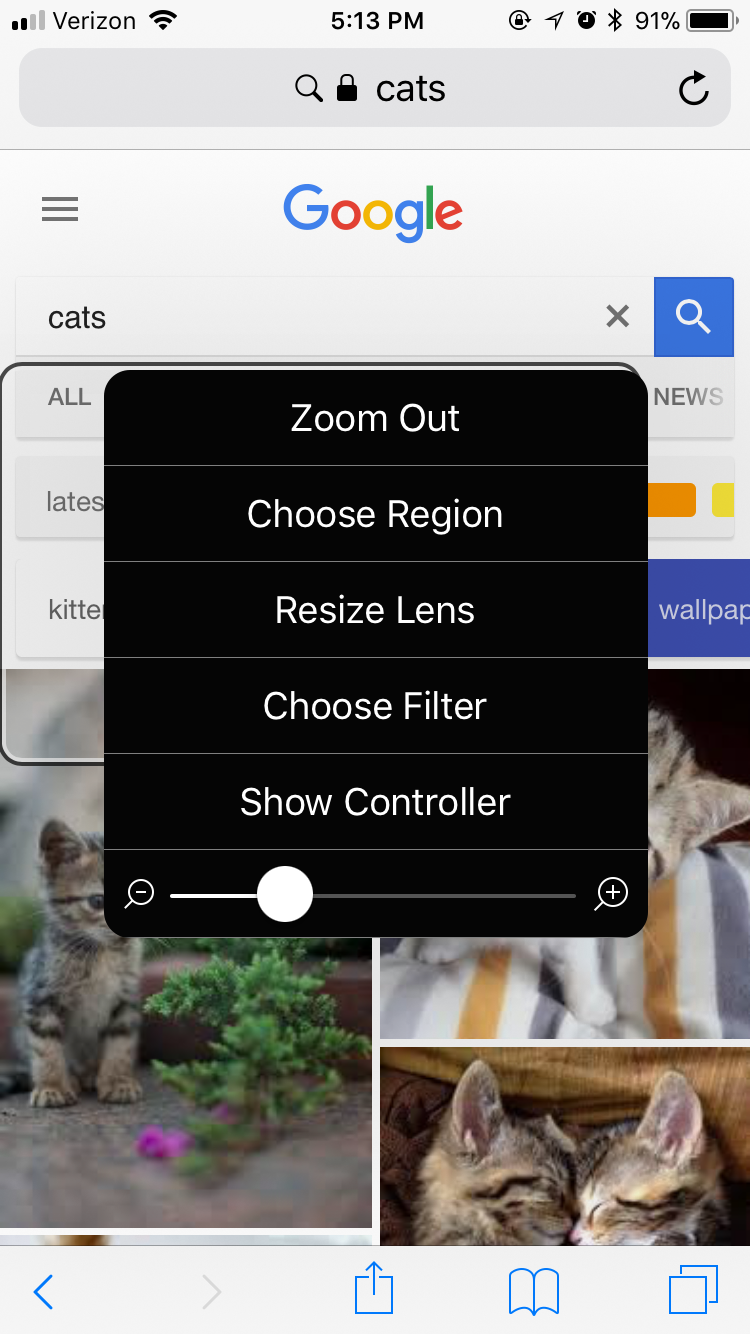 Verizon 5:13 PM 91%
cats
Google
cats
ALL NEWS
Zoom Out
lates
Choose Region
kitte wallpap
Resize Lens
Choose Filter
Show Controller